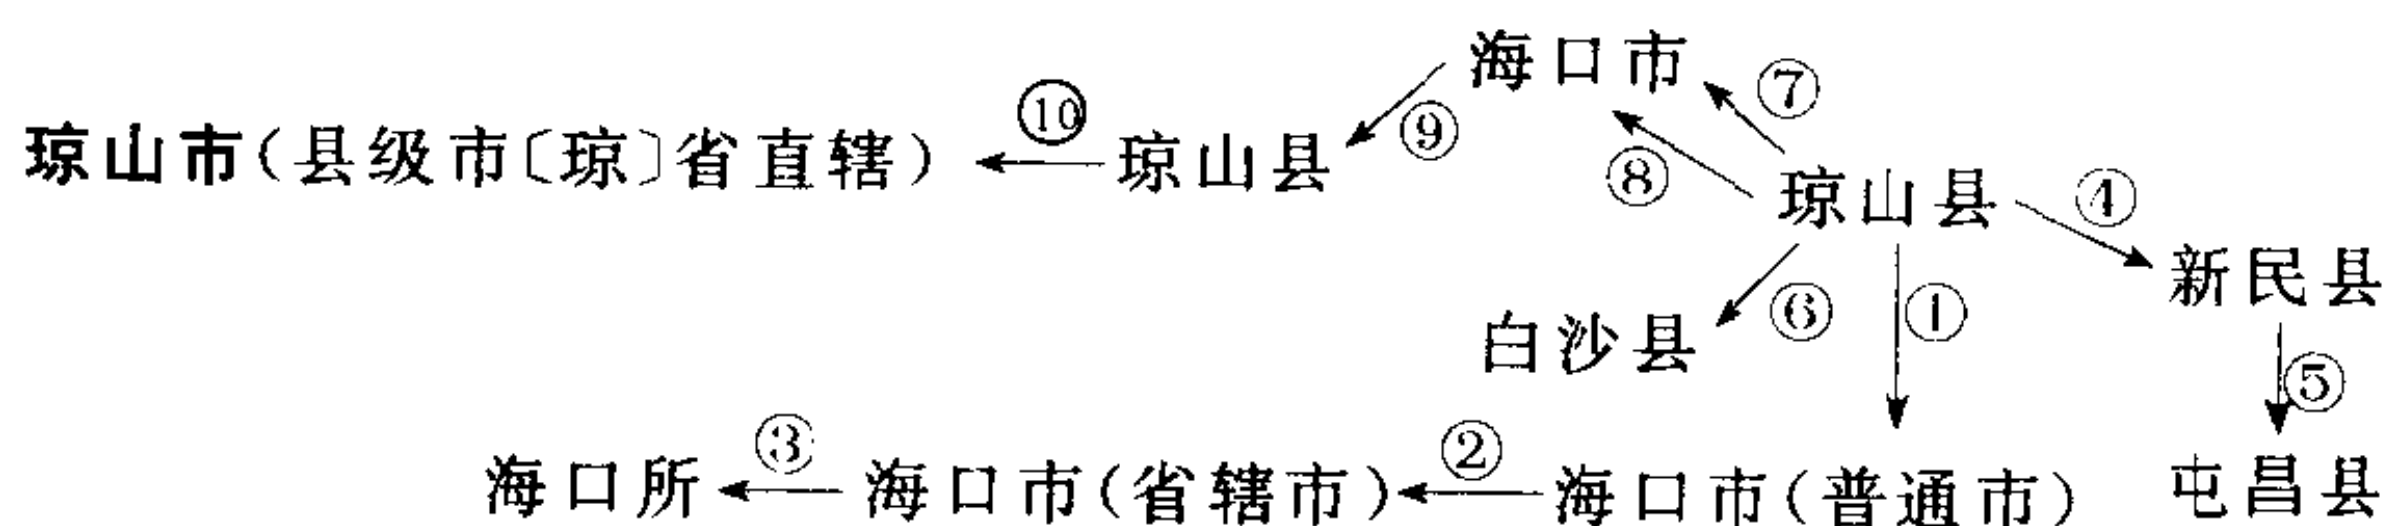 海口市
⑦
⑩
琼山市(县级市〔琼〕省直辖)
琼山县
⑨
⑧
琼山县
④
新民县
白沙县
⑥
①
⑤
海口所
③
海口市(省辖市)
②
海口市(普通市)
屯昌县